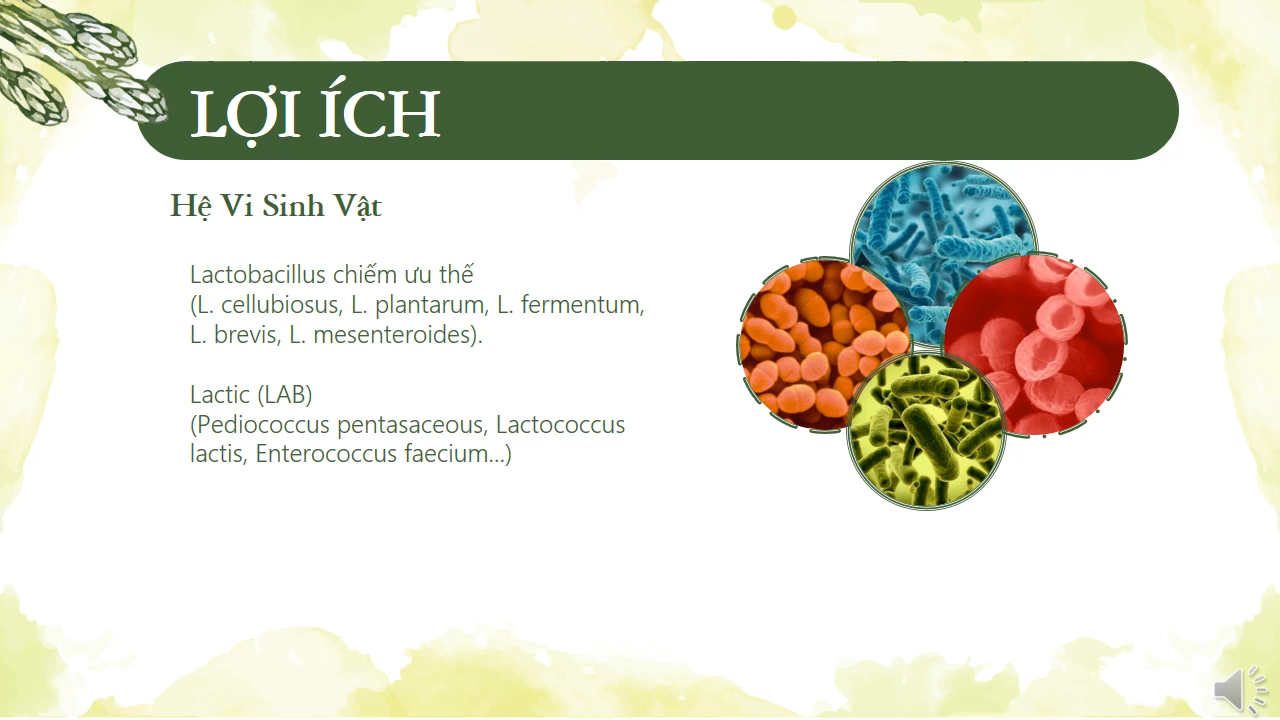 LỢI ÍCH
Hệ Vi Sinh Vật
Lactobacillus chiếm ưu thế
(L. cellubiosus, L. plantarum, L. fermentum,
L. brevis, L. mesenteroides).
Lactic (LAB)
(Pediococcus pentasaceous, Lactococcus
lactis, Enterococcus faecium...)